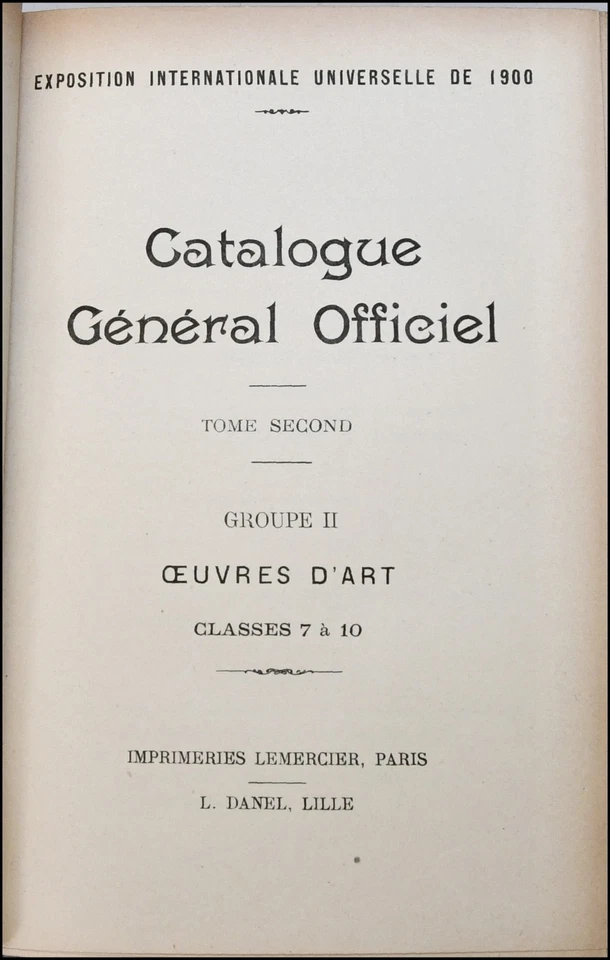 EXPOSITION INTERNATIONALE UNIVERSELLE DE 1900
Catalogue
Général Officiel
TOME SECOND
GROUPE II
ŒUVRES D'ART
CLASSES 7 à 10
IMPRIMERIES LEMERCIER, PARIS
L. DANEL, LILLE